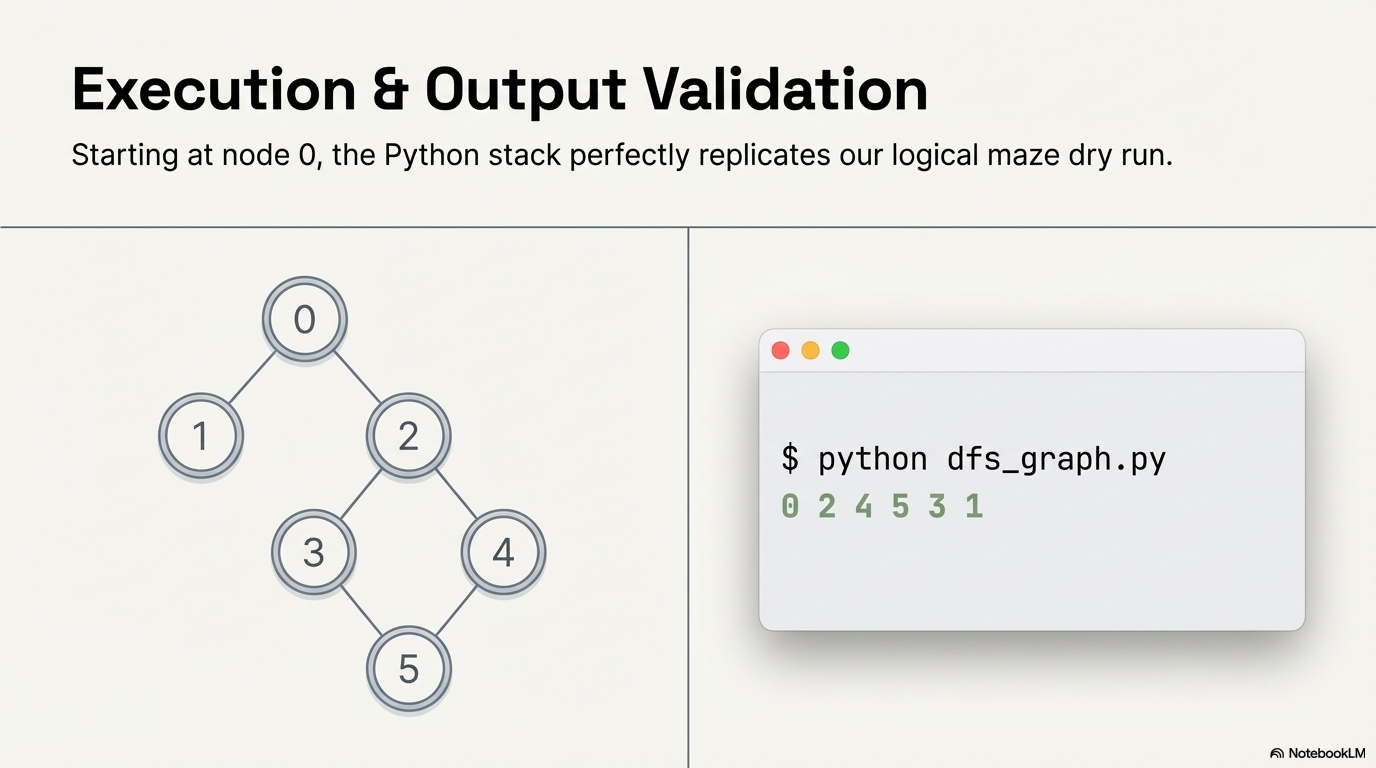 Execution & Output Validation
Starting at node 0, the Python stack perfectly replicates our logical maze dry run.
0
1
2
3
4
5
$ python dfs_graph.py
0 2 4 5 3 1
NotebookLM